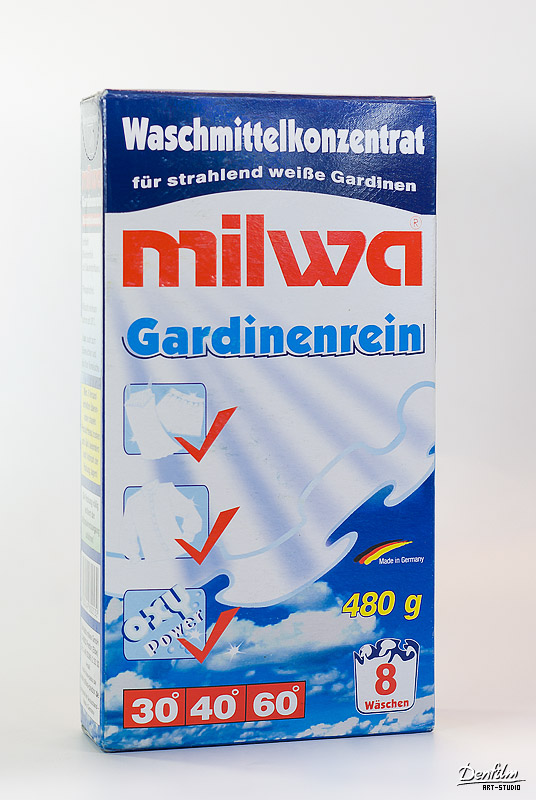 Waschmittelkonzentrat
für strahlend weiße Gardinen
milwa®
Gardinenrein
Made in Germany
480 g
oxy
power
8
Wäschen
30° 40° 60°
Denfilm
ART-STUDIO